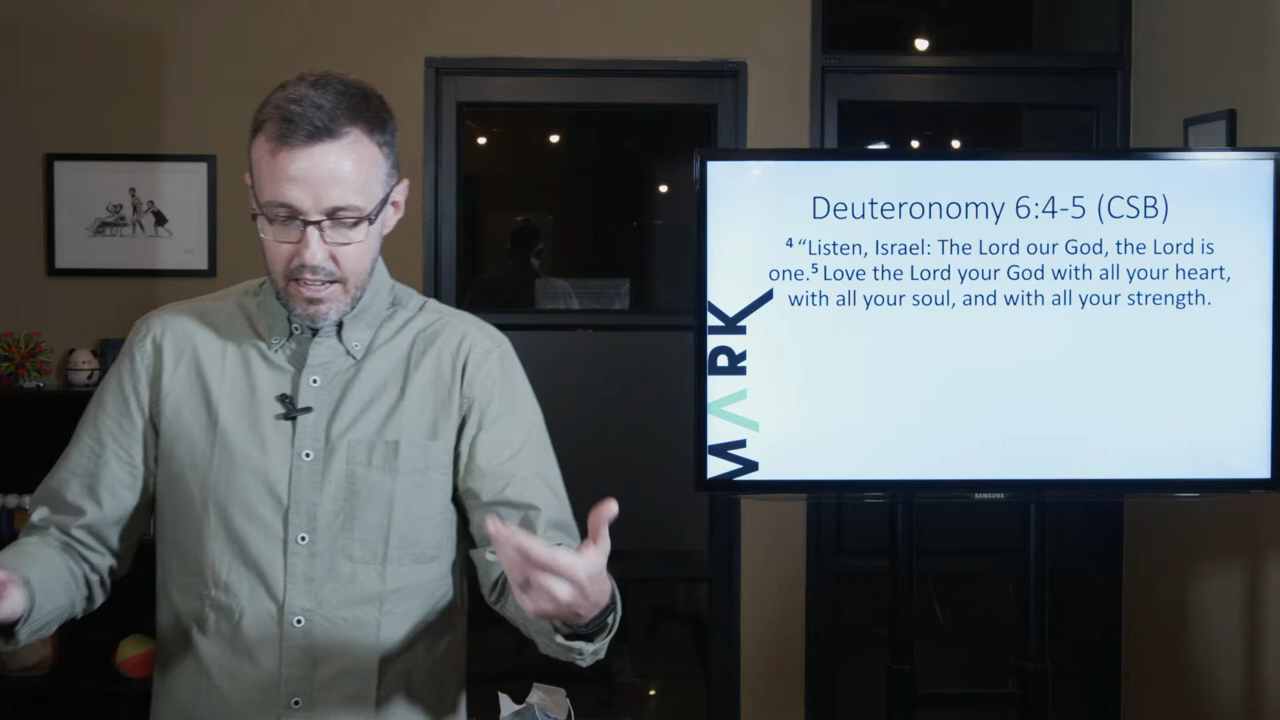 Deuteronomy 6:4-5 (CSB)
4 “Listen, Israel: The Lord our God, the Lord is
one.5 Love the Lord your God with all your heart,
with all your soul, and with all your strength.
MARK
SAMSUNG